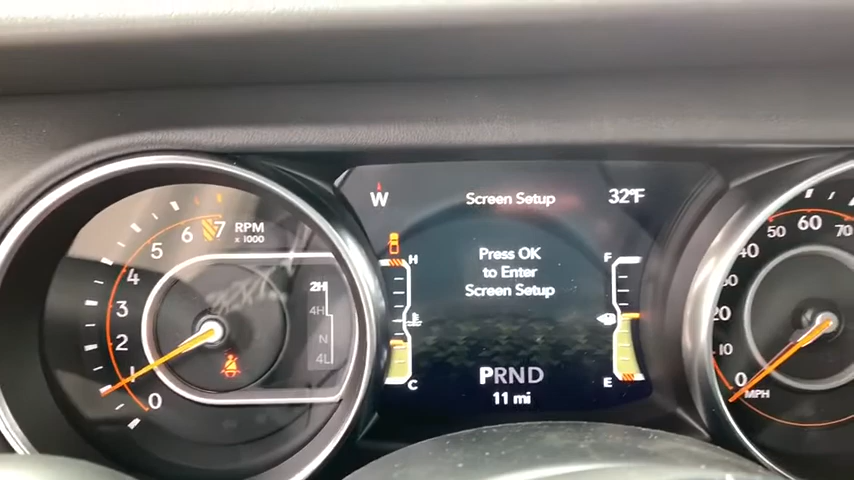 W
Screen Setup
32°F
RPM
x 1000
7
6
5
4
3
2
1
0
2H
4H
N
4L
H
C
Press OK
to Enter
Screen Setup
F
E
PRND
11 mi
70
60
50
40
30
20
10
0
MPH